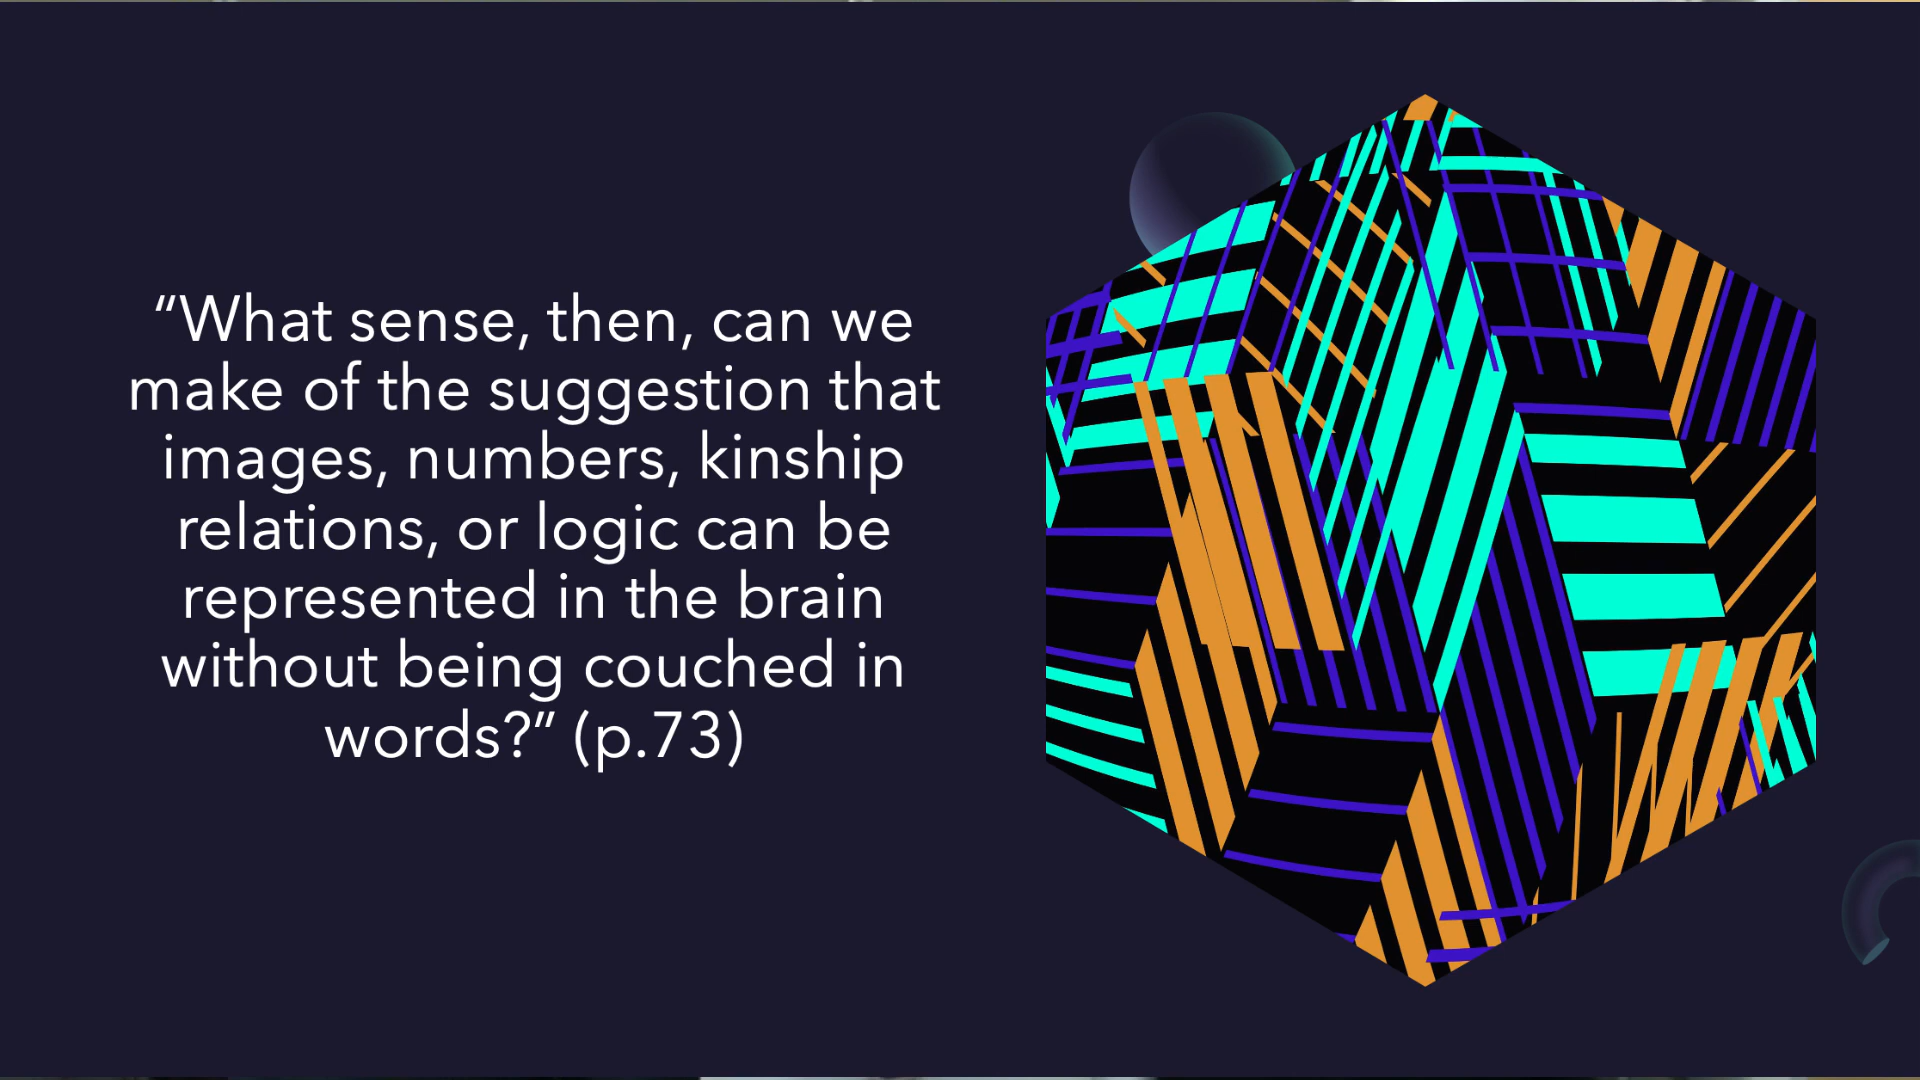 “What sense, then, can we
make of the suggestion that
images, numbers, kinship
relations, or logic can be
represented in the brain
without being couched in
words?” (p.73)